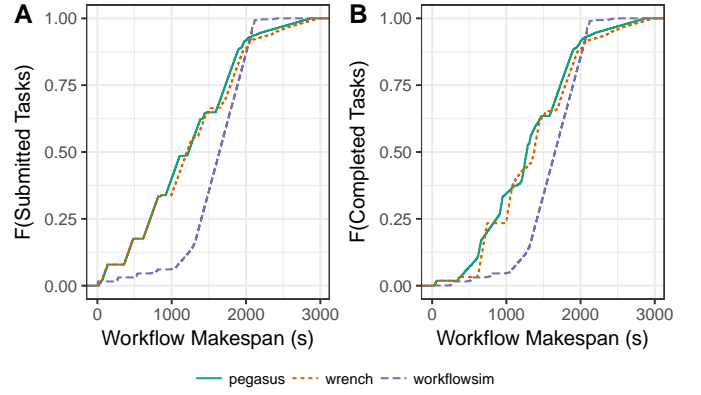 A
B
F(Submitted Tasks)
1.00
0.75
0.50
0.25
0.00
0 1000 2000 3000
Workflow Makespan (s)
F(Completed Tasks)
1.00
0.75
0.50
0.25
0.00
0 1000 2000 3000
Workflow Makespan (s)
pegasus wrench workflowsim